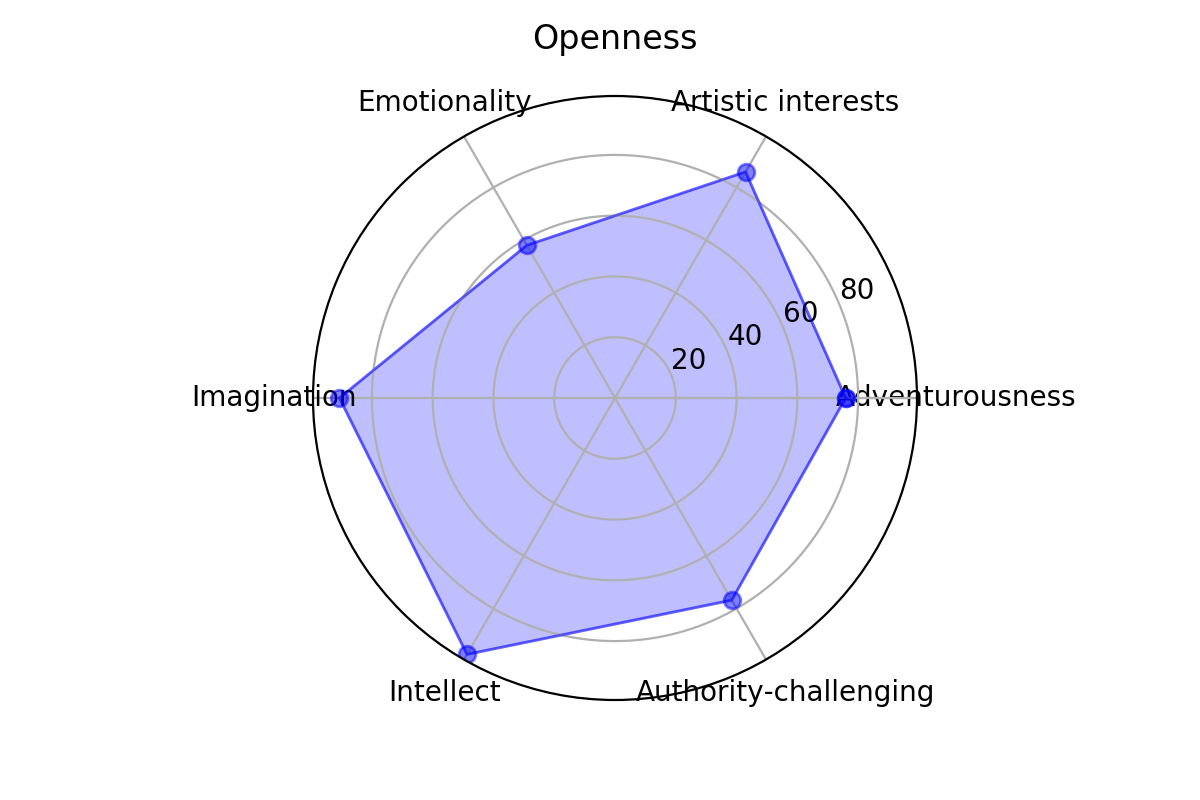 Openness
Emotionality
Artistic interests
80
60
40
20
Imagination
Adventurousness
Intellect
Authority-challenging